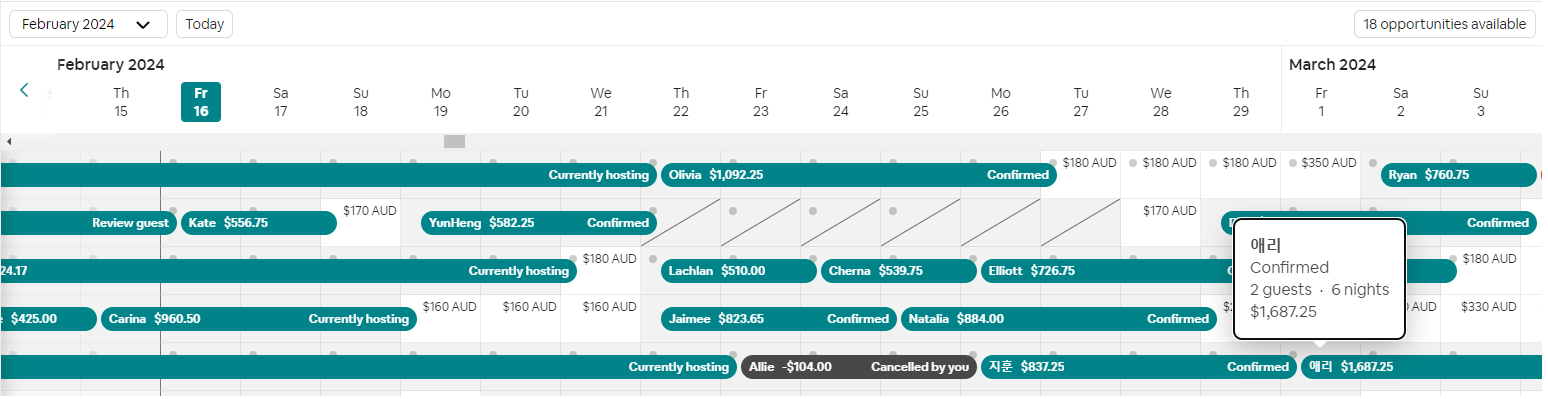 February 2024
Today
18 opportunities available
February 2024
March 2024
Th Fr Sa Su Mo Tu We Th Fr Sa Su Mo Tu We Th Fr Sa Su
15 16 17 18 19 20 21 22 23 24 25 26 27 28 29 1 2 3
Currently hosting Olivia $1,092.25 Confirmed $180 AUD $180 AUD $180 AUD $350 AUD Ryan $760.75
Review guest Kate $556.75 $170 AUD YunHeng $582.25 Confirmed $170 AUD Confirmed
24.17 Currently hosting $180 AUD Lachlan $510.00 Cherna $539.75 Elliott $726.75 $180 AUD
$425.00 Carina $960.50 Currently hosting $160 AUD $160 AUD $160 AUD Jaimee $823.65 Confirmed Natalia $884.00 Confirmed AUD $330 AUD
Currently hosting Allie -$104.00 Cancelled by you 지훈 $837.25 Confirmed 애리 $1,687.25
애리
Confirmed
2 guests · 6 nights
$1,687.25